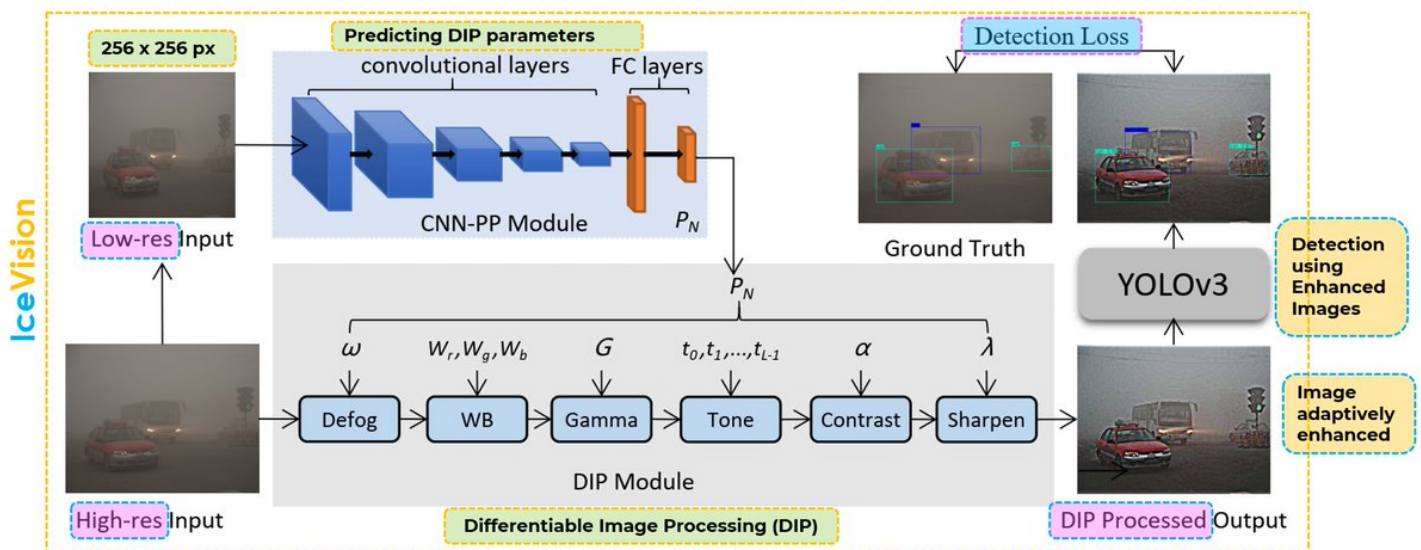 IceVision
256 x 256 px
Low-res Input
High-res Input
Predicting DIP parameters
convolutional layers
FC layers
CNN-PP Module
P_N
P_N
ω
W_r,W_g,W_b
G
t_0,t_1,...,t_{L-1}
α
λ
Defog
WB
Gamma
Tone
Contrast
Sharpen
DIP Module
Differentiable Image Processing (DIP)
Detection Loss
Ground Truth
YOLOv3
Detection
using
Enhanced
Images
Image
adaptively
enhanced
DIP Processed Output